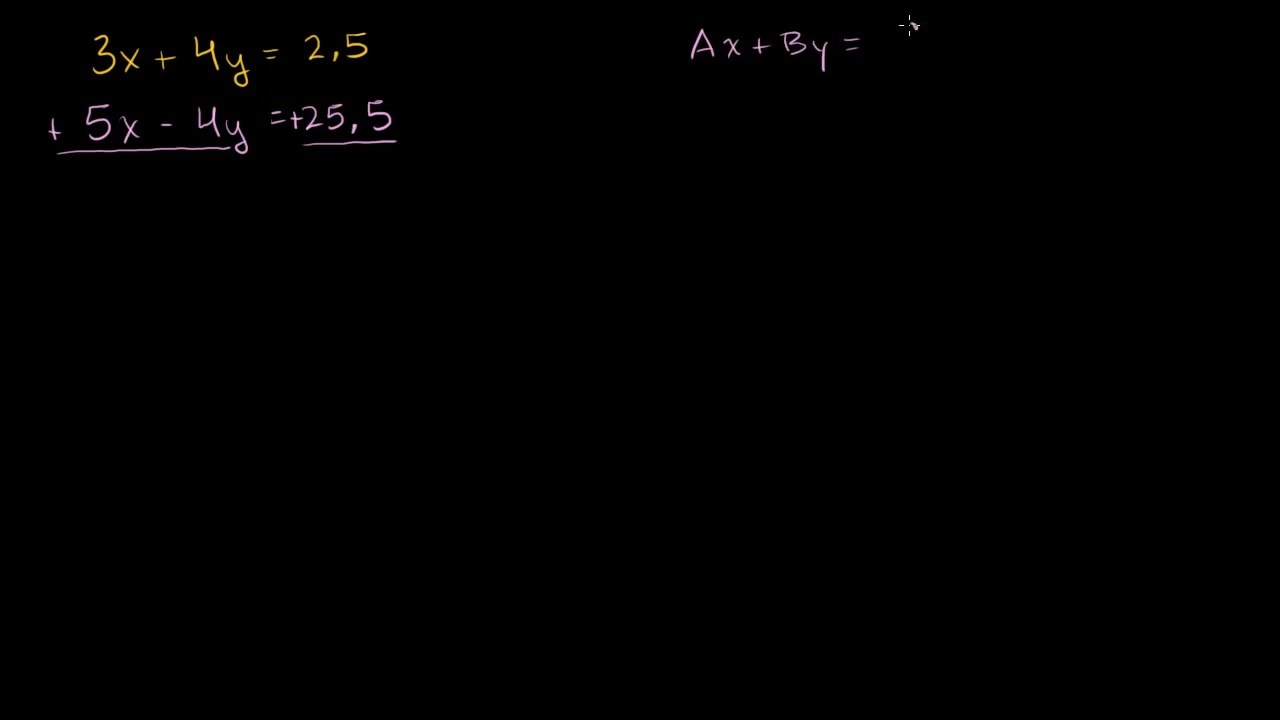 3x + 4y = 2,5
+ 5x - 4y = +25,5
Ax + By =